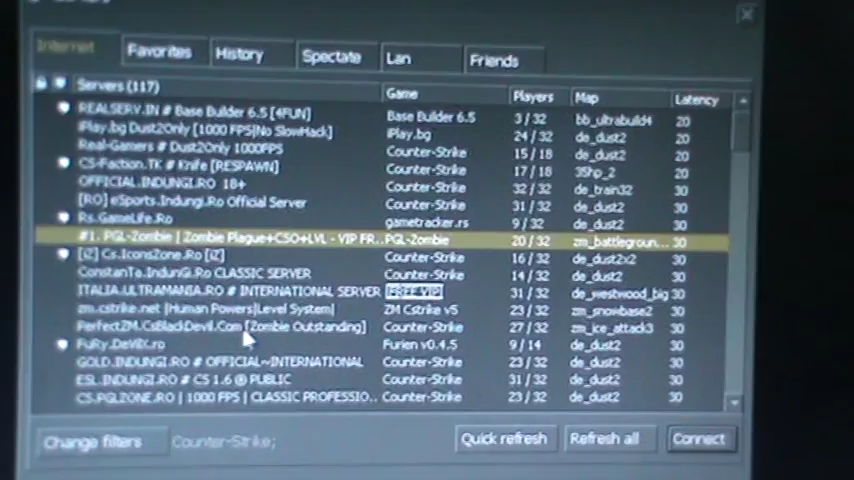 Internet Favorites History Spectate Lan Friends
Servers (117) Game Players Map Latency
REALSERV.IN # Base Builder 6.5 [4FUN] Base Builder 6.5 3 / 32 bb_ultrabuild4 20
iPlay.bg Dust2Only [1000 FPS|No SlowHack] iPlay.bg 24 / 32 de_dust2 20
Real-Gamers # Dust2Only 1000FPS Counter-Strike 15 / 18 de_dust2 20
CS-Faction.TK # Knife [RESPAWN] Counter-Strike 17 / 18 35hp_2 20
OFFICIAL.INDUNGI.RO 18+ Counter-Strike 32 / 32 de_train32 20
[RO] eSports.Indungi.Ro Official Server Counter-Strike 31 / 32 de_dust2 30
Rs.GameLife.Ro gametracker.rs 9 / 32 de_dust2 30
#1. PGL-Zombie | Zombie Plague+CSO+LVL - VIP FR... PGL-Zombie 20 / 32 zm_battlegroun... 30
[iZ] Cs.IconsZone.Ro [iZ] Counter-Strike 16 / 32 de_dust2x2 30
ConstanTa.IndunGi.Ro CLASSIC SERVER Counter-Strike 14 / 32 de_dust2 30
ITALIA.ULTRAMANIA.RO # INTERNATIONAL SERVER [FREE VIP] 31 / 32 de_westwood_big 30
zm.cstrike.net |Human Powers|Level System| ZM Cstrike v5 27 / 32 zm_snowbase2 30
PerfectZM.CsBlackDevil.Com [Zombie Outstanding] Counter-Strike 27 / 32 zm_ice_attack3 30
FuRy.DeViIX.ro Furien v0.4.5 9 / 14 de_dust2 30
GOLD.INDUNGI.RO # OFFICIAL~INTERNATIONAL Counter-Strike 23 / 32 de_dust2 30
ESL.INDUNGI.RO # CS 1.6 @ PUBLIC Counter-Strike 31 / 32 de_dust2 30
CS.PGLZONE.RO | 1000 FPS | CLASSIC PROFESSIO... Counter-Strike 23 / 32 de_dust2 30
Change filters Counter-Strike; Quick refresh Refresh all Connect